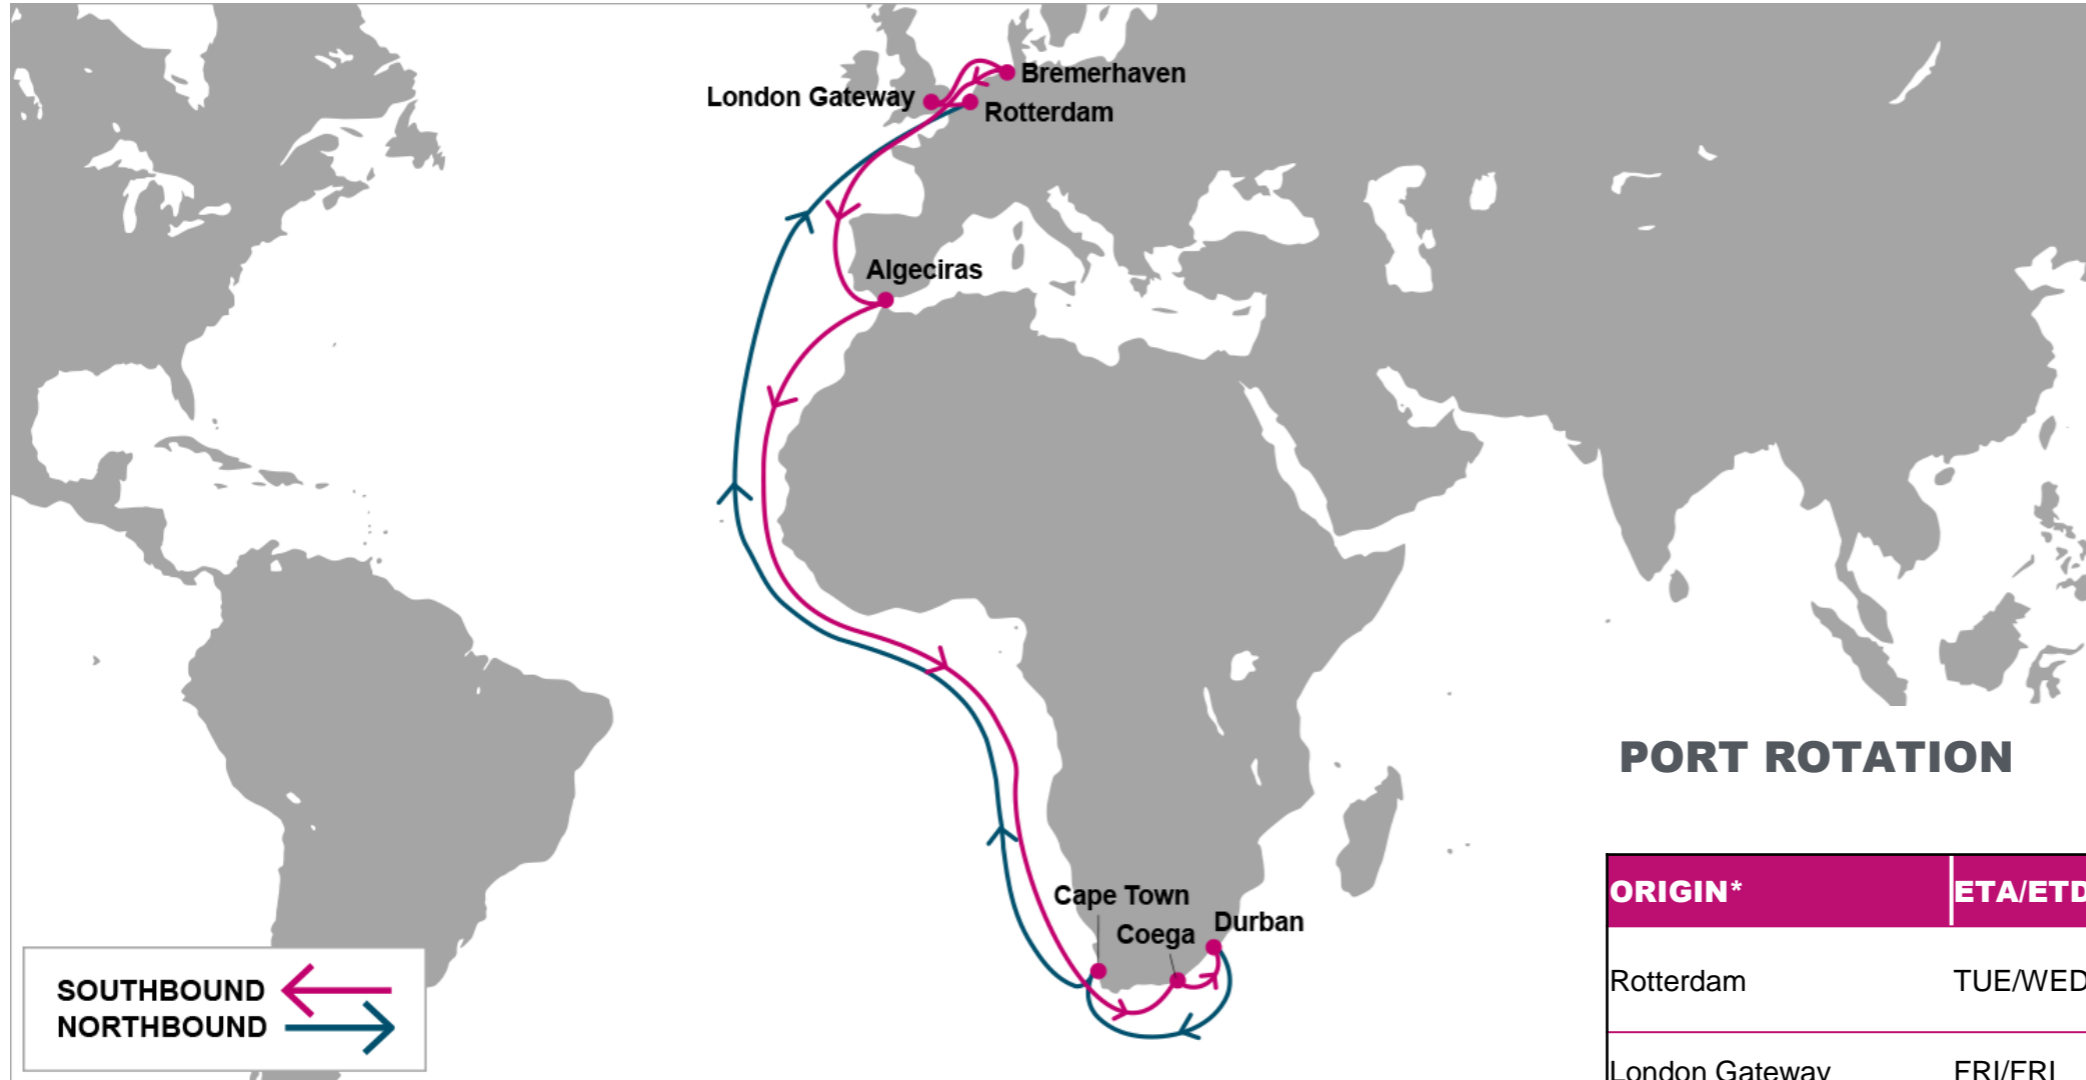 Bremerhaven
London Gateway
Rotterdam
Algeciras
PORT ROTATION
Cape Town
Durban
Coega
ORIGIN* ETA/ETD
SOUTHBOUND
NORTHBOUND
Rotterdam TUE/WED
London Gateway FRI/FRI